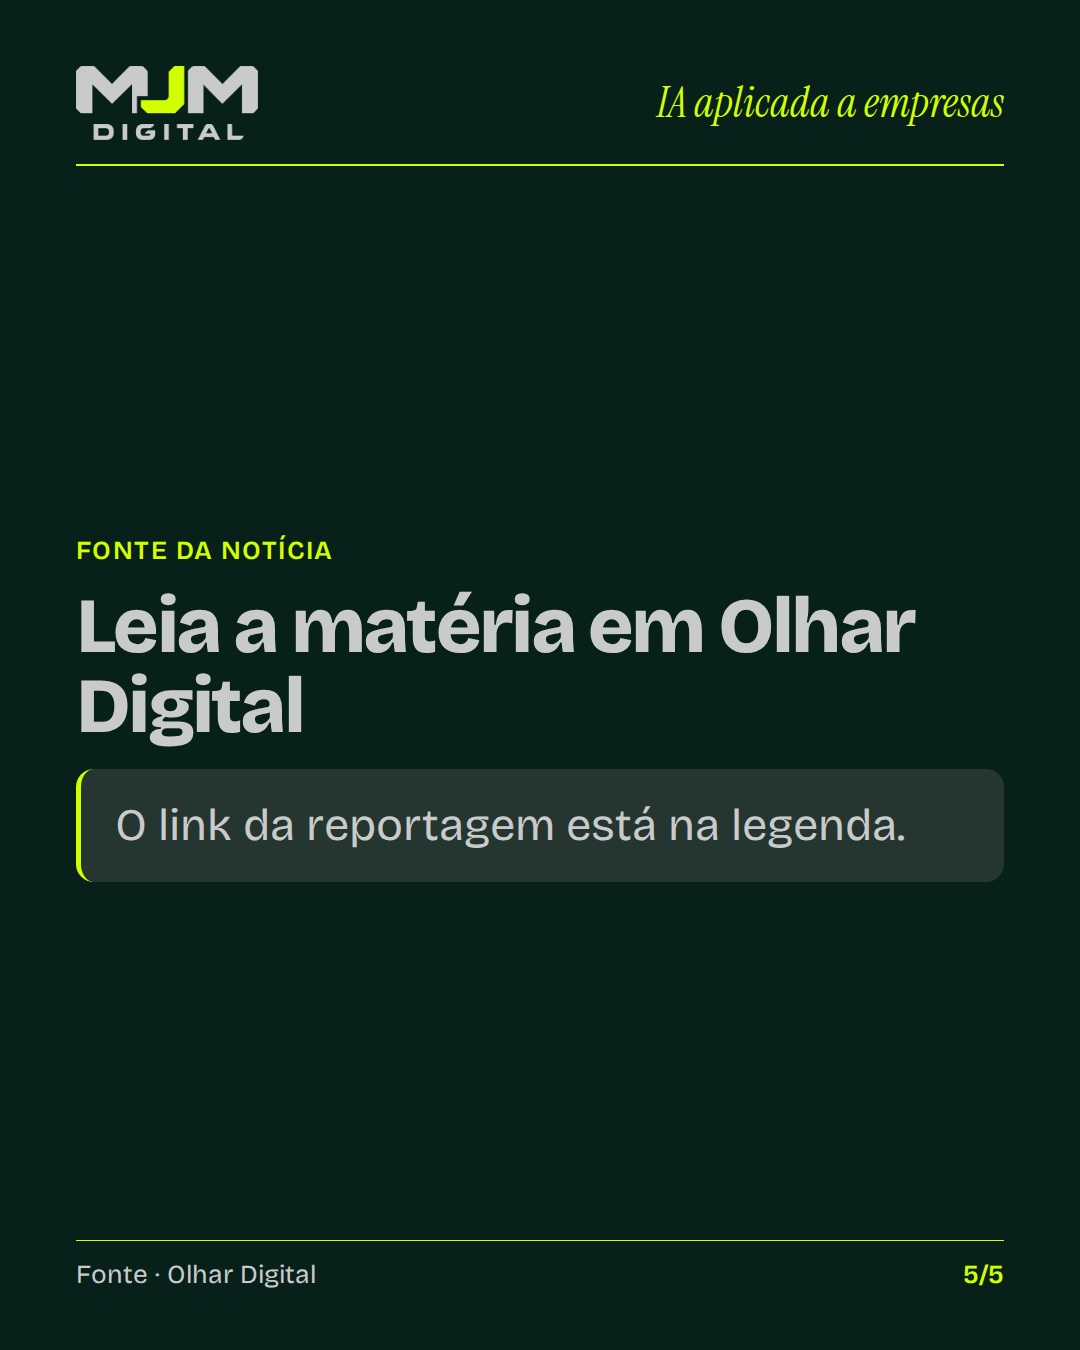 MJM
DIGITAL
IA aplicada a empresas
FONTE DA NOTÍCIA
Leia a matéria em Olhar
Digital
O link da reportagem está na legenda.
Fonte · Olhar Digital
5/5